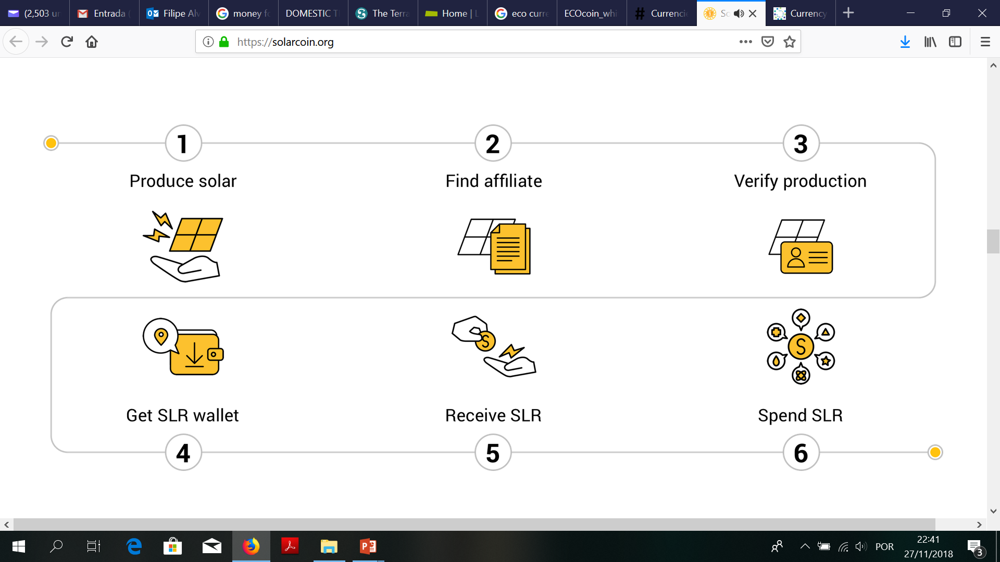 (2,503 ur
Entrada (
Filipe Alv
money fo
DOMESTIC T
The Terra
Home | L
eco curre
ECOcoin_whi
Currenci
So
Currency
https://solarcoin.org
1
2
3
Produce solar
Find affiliate
Verify production
Get SLR wallet
Receive SLR
Spend SLR
4
5
6
POR
22:41
27/11/2018
3